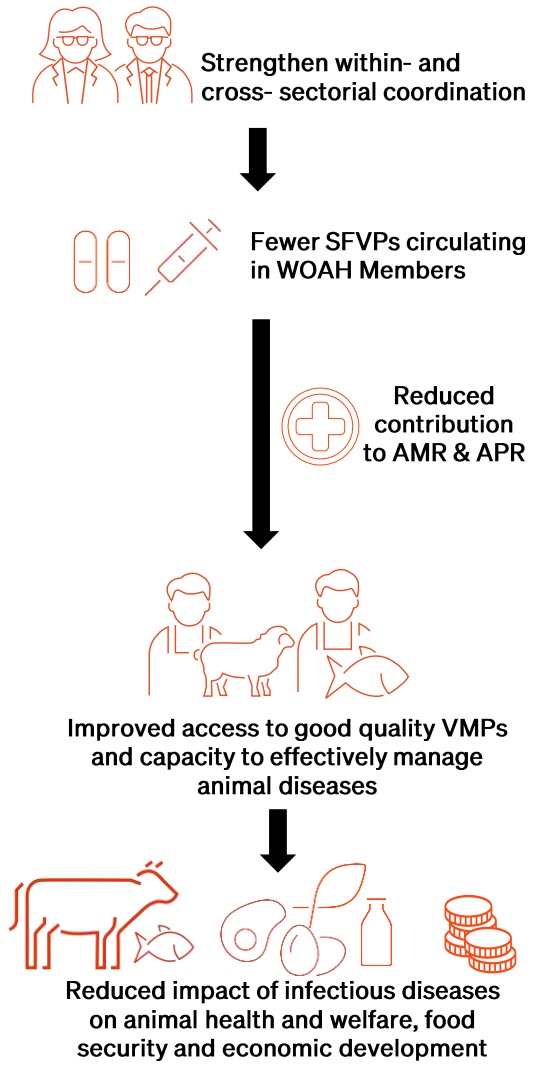 Strengthen within- and
cross- sectorial coordination
Fewer SFVPs circulating
in WOAH Members
Reduced
contribution
to AMR & APR
Improved access to good quality VMPs
and capacity to effectively manage
animal diseases
Reduced impact of infectious diseases
on animal health and welfare, food
security and economic development